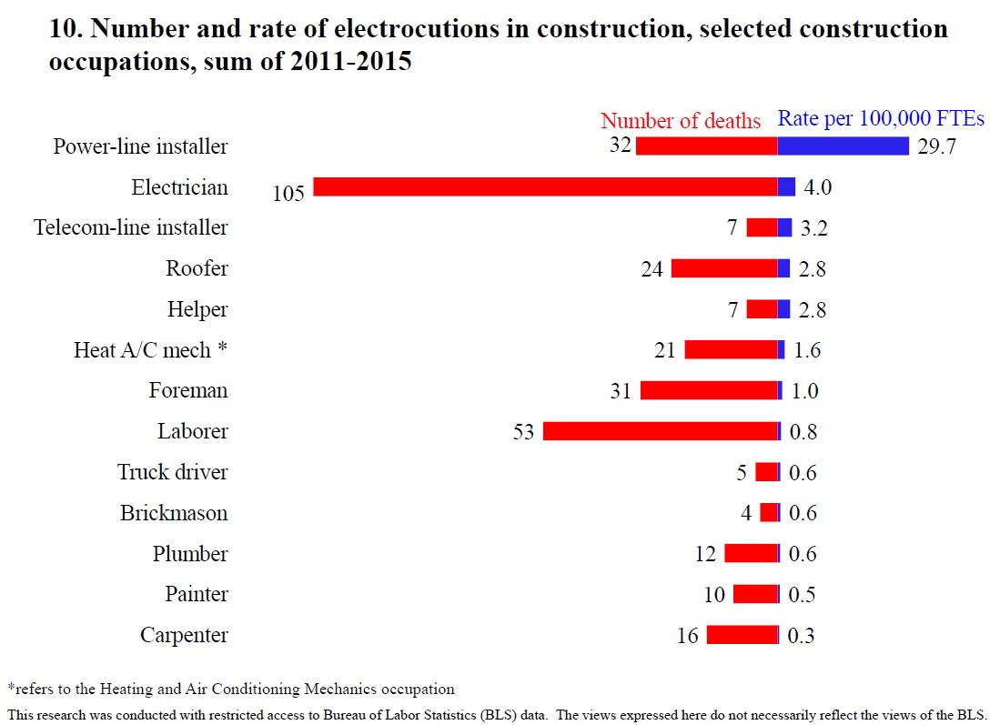 10. Number and rate of electrocutions in construction, selected construction
occupations, sum of 2011-2015
Number of deaths Rate per 100,000 FTEs
Power-line installer 32 29.7
Electrician 105 4.0
Telecom-line installer 7 3.2
Roofer 24 2.8
Helper 7 2.8
Heat A/C mech * 21 1.6
Foreman 31 1.0
Laborer 53 0.8
Truck driver 5 0.6
Brickmason 4 0.6
Plumber 12 0.6
Painter 10 0.5
Carpenter 16 0.3
*refers to the Heating and Air Conditioning Mechanics occupation
This research was conducted with restricted access to Bureau of Labor Statistics (BLS) data. The views expressed here do not necessarily reflect the views of the BLS.